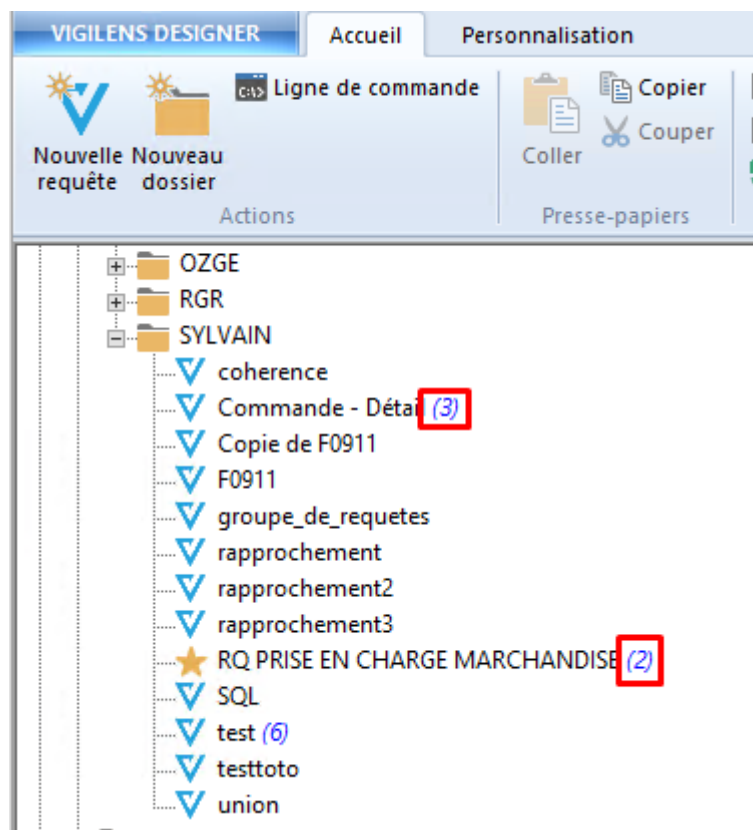 VIGILENS DESIGNER Accueil Personnalisation
Ligne de commande
Copier
Couper
Nouvelle requête
Nouveau dossier
Coller
Actions
Presse-papiers
OZGE
RGR
SYLVAIN
coherence
Commande - Détail (3)
Copie de F0911
F0911
groupe_de_requetes
rapprochement
rapprochement2
rapprochement3
RQ PRISE EN CHARGE MARCHANDISE (2)
SQL
test (6)
testtoto
union